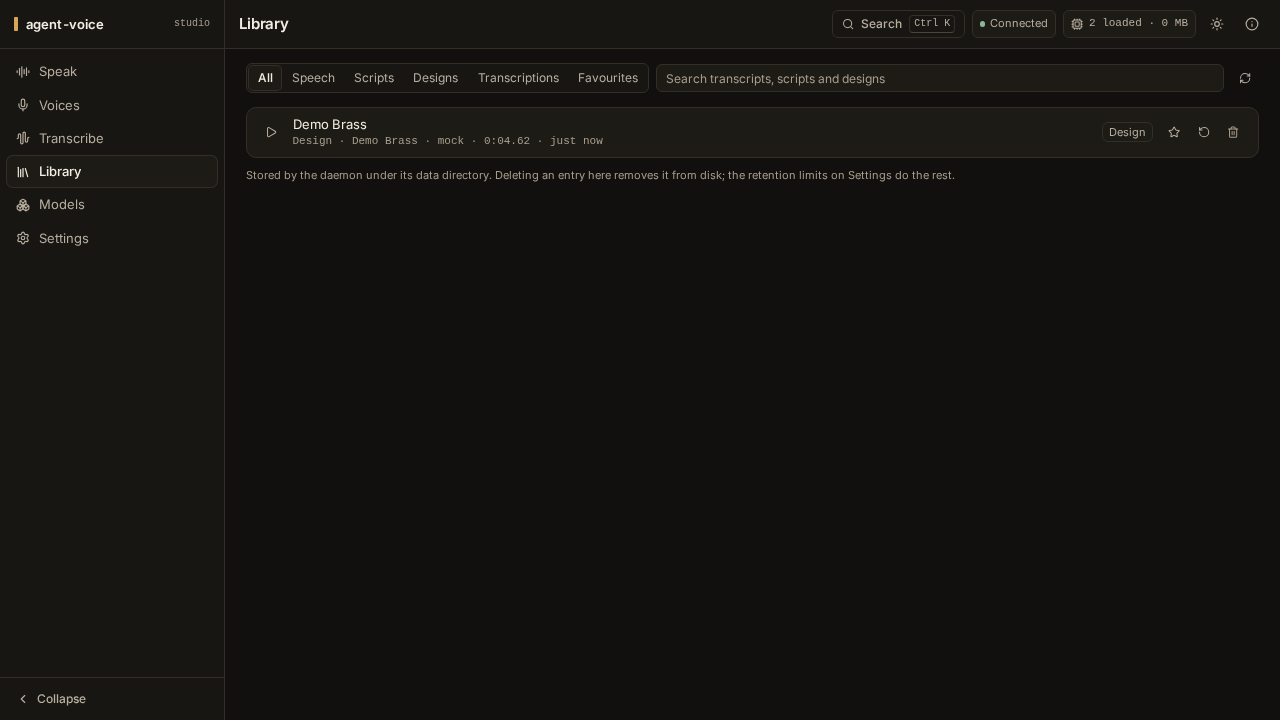 agent-voice studio
Library
Search Ctrl K
Connected
2 loaded · 0 MB
Speak
Voices
Transcribe
Library
Models
Settings
All Speech Scripts Designs Transcriptions Favourites
Search transcripts, scripts and designs
Demo Brass
Design · Demo Brass · mock · 0:04.62 · just now
Design
Stored by the daemon under its data directory. Deleting an entry here removes it from disk; the retention limits on Settings do the rest.
Collapse